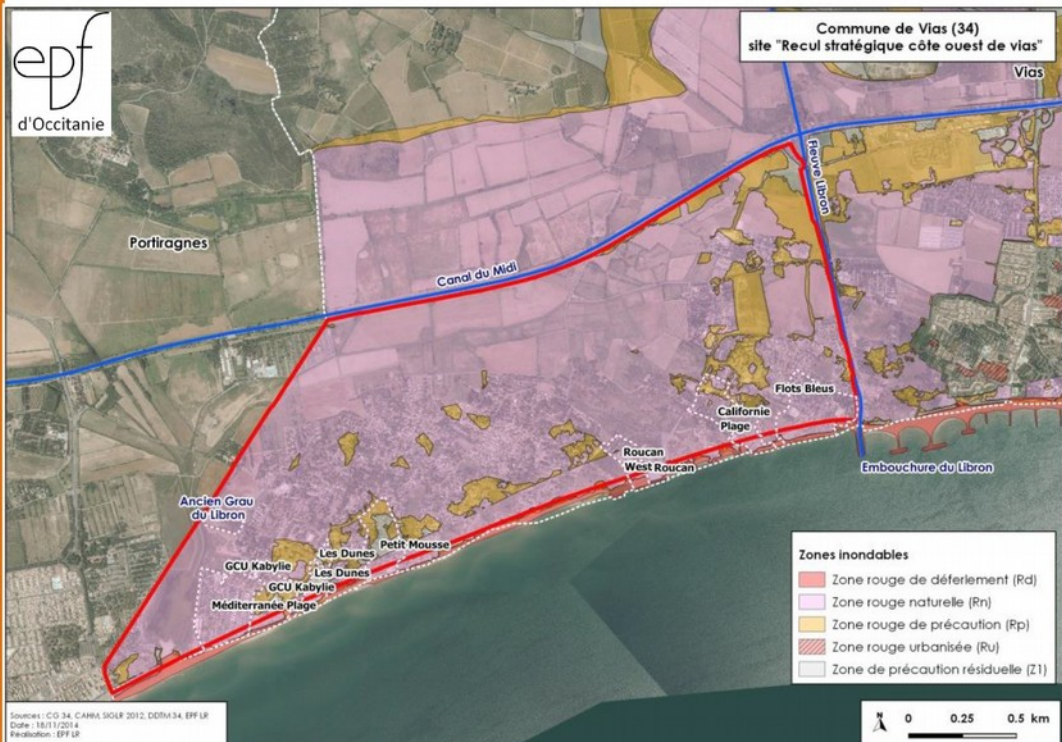 epf
d'Occitanie
Commune de Vias (34)
site "Recul stratégique côte ouest de vias"
Vias
Fleuve Libron
Portiragnes
Canal du Midi
Flots Bleus
Californie
Plage
Roucan
West Roucan
Embouchure du Libron
Ancien Grau
du Libron
Petit Mousse
Les Dunes
GCU Kabylie
Les Dunes
GCU Kabylie
Méditerranée Plage
Zones inondables
Zone rouge de déferlement (Rd)
Zone rouge naturelle (Rn)
Zone rouge de précaution (Rp)
Zone rouge urbanisée (Ru)
Zone de précaution résiduelle (Z1)
Sources : CG 34, CAHM, SIGLR 2012, DDTM 34, EPF LR
Date : 18/11/2014
Réalisation : EPF LR
N
0 0.25 0.5 km